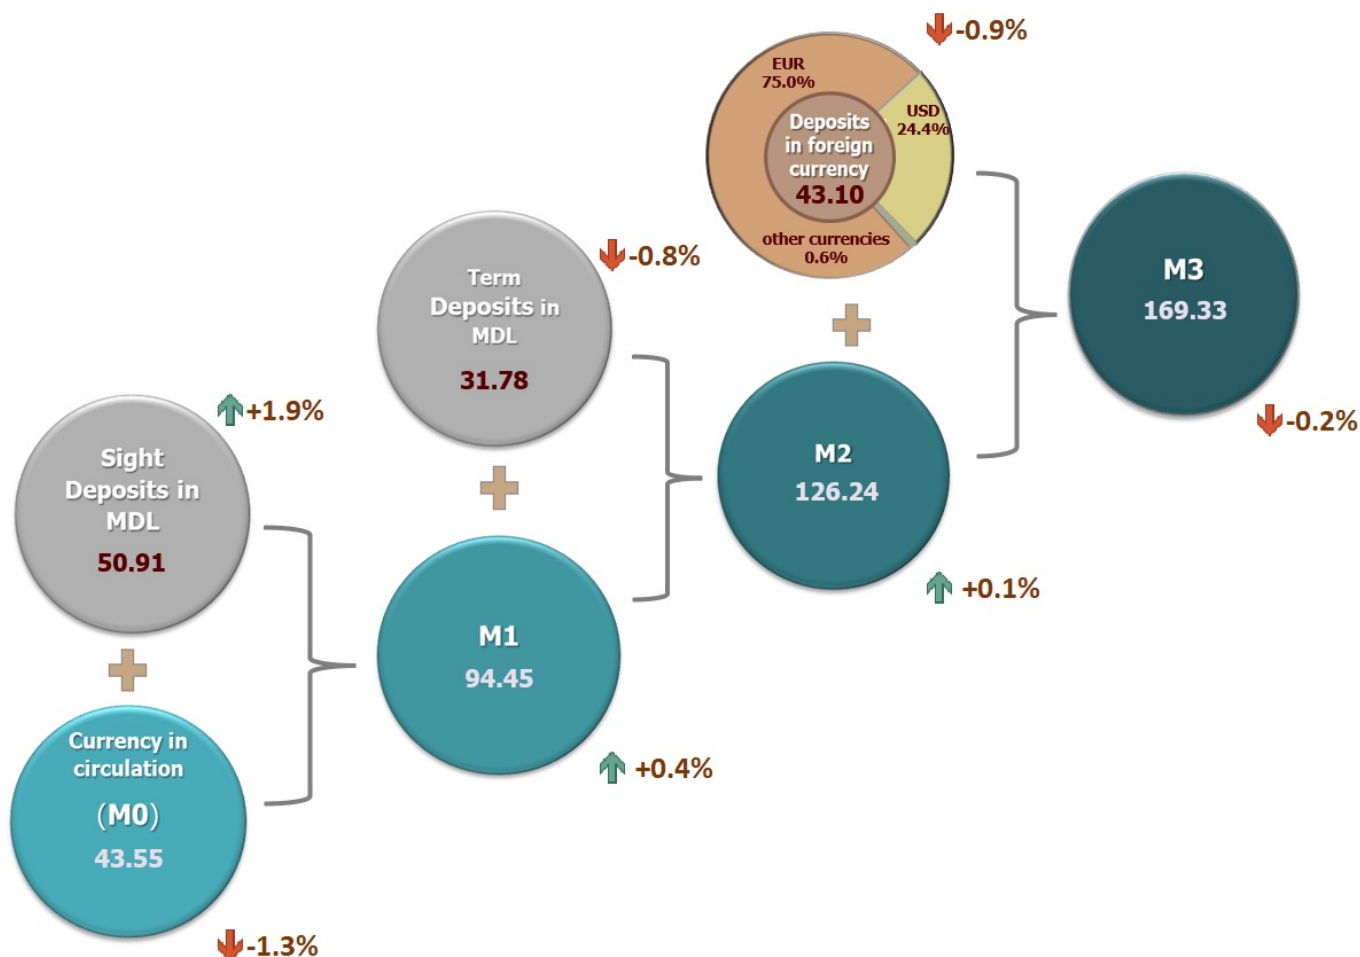 -0.9%
EUR
75.0%
USD
24.4%
Deposits
in foreign
currency
43.10
other currencies
0.6%
M3
169.33
-0.2%
-0.8%
Term
Deposits in
MDL
31.78
M2
126.24
+0.1%
+1.9%
Sight
Deposits in
MDL
50.91
M1
94.45
+0.4%
Currency in
circulation
(M0)
43.55
-1.3%